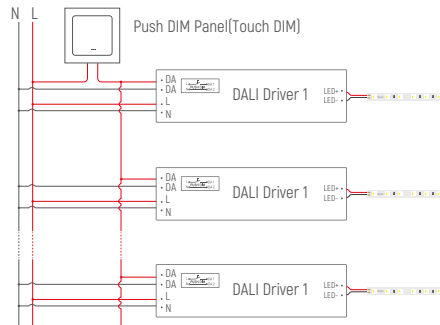 N L
Push DIM Panel(Touch DIM)
DA
DA
L
N
DALI Driver 1
LED+
LED-
DA
DA
L
N
DALI Driver 1
LED+
LED-
DA
DA
L
N
DALI Driver 1
LED+
LED-